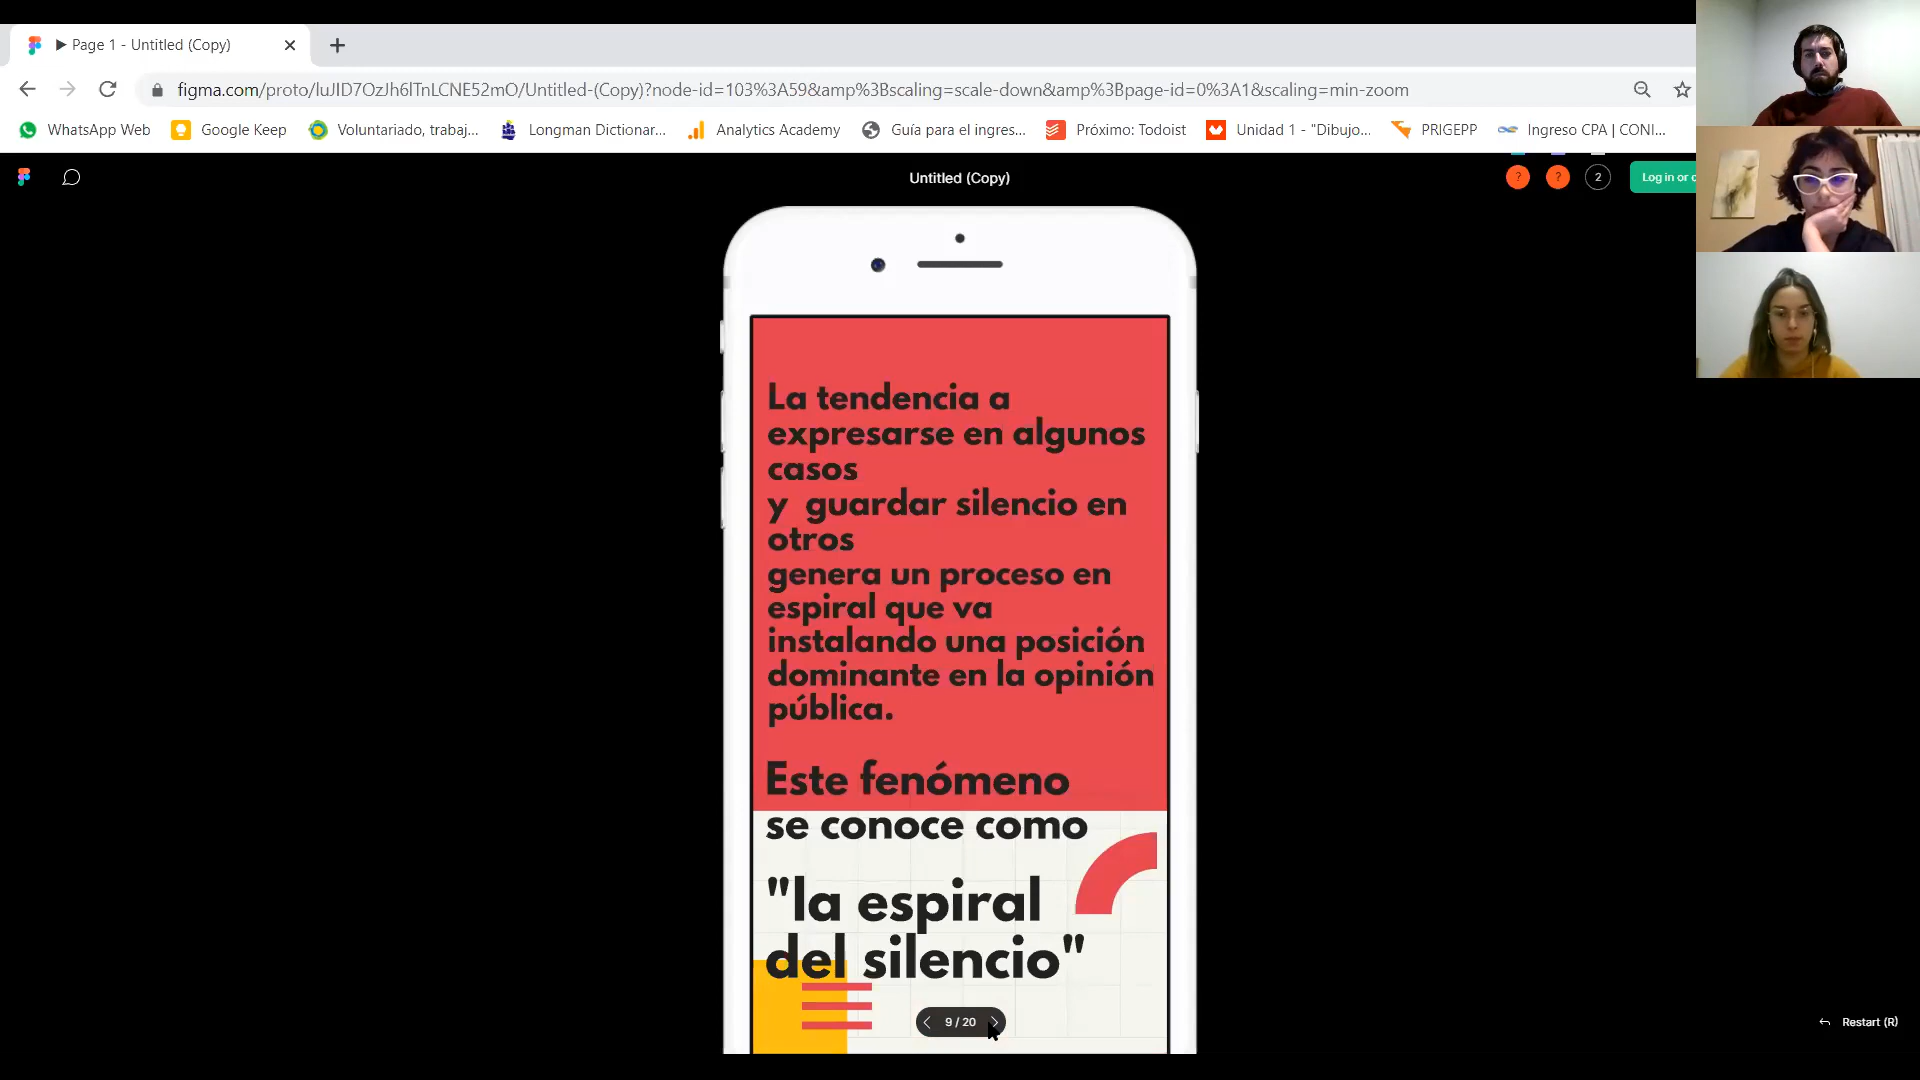 Page 1 - Untitled (Copy)
figma.com/proto/luJID7OzJh6lTnLCNE52mO/Untitled-(Copy)?node-id=103%3A59&amp%3Bscaling=scale-down&amp%3Bpage-id=0%3A1&scaling=min-zoom
WhatsApp Web Google Keep Voluntariado, trabaj... Longman Dictionar... Analytics Academy Guía para el ingres... Próximo: Todoist Unidad 1 - "Dibujo... PRIGEPP Ingreso CPA | CONI...
Untitled (Copy)
? ? 2 Log in or c
La tendencia a
expresarse en algunos
casos
y guardar silencio en
otros
genera un proceso en
espiral que va
instalando una posición
dominante en la opinión
pública.
Este fenómeno
se conoce como
"la espiral
del silencio"
9 / 20
Restart (R)